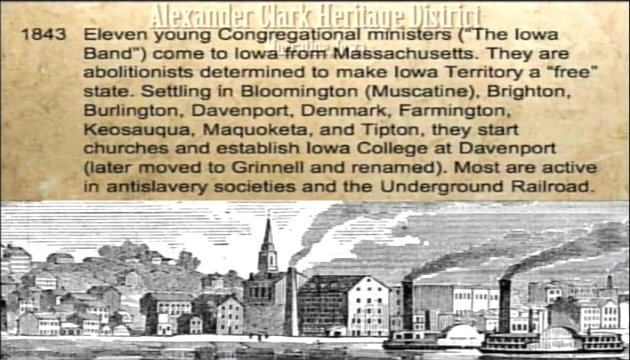 Alexander Clark Heritage District
1843 Eleven young Congregational ministers ("The Iowa
Band") come to Iowa from Massachusetts. They are
abolitionists determined to make Iowa Territory a "free"
state. Settling in Bloomington (Muscatine), Brighton,
Burlington, Davenport, Denmark, Farmington,
Keosauqua, Maquoketa, and Tipton, they start
churches and establish Iowa College at Davenport
(later moved to Grinnell and renamed). Most are active
in antislavery societies and the Underground Railroad.